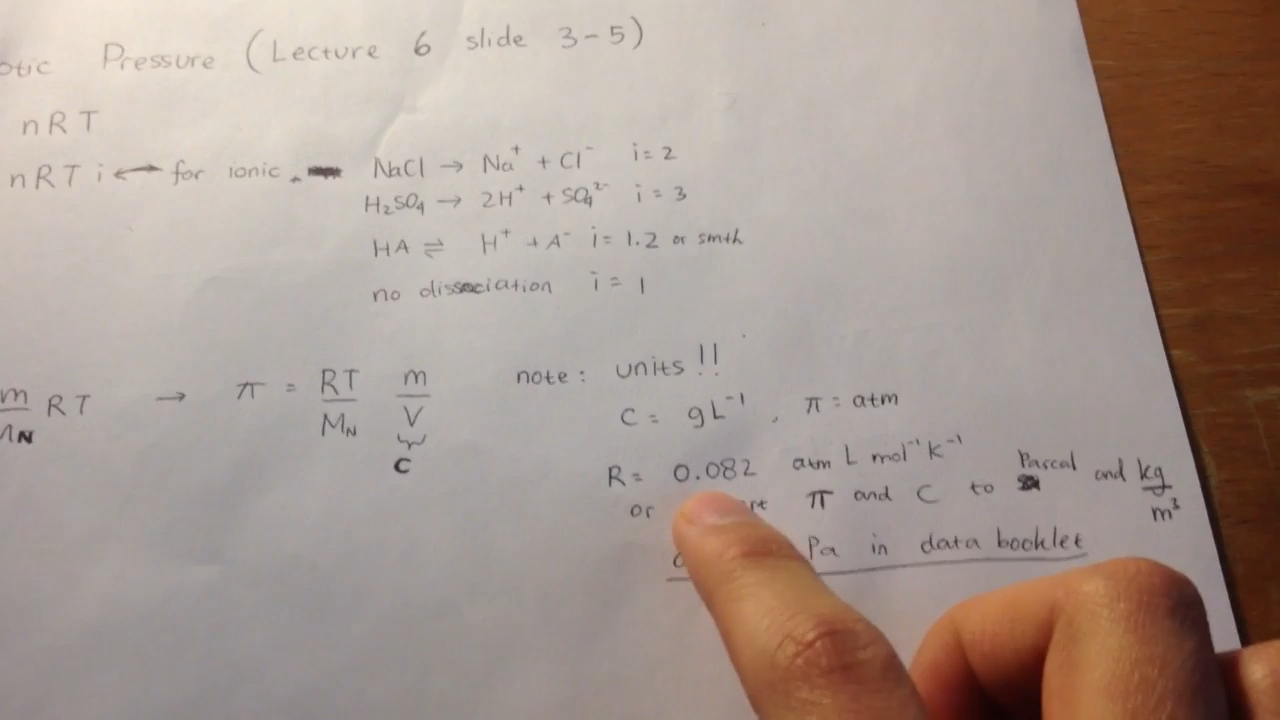 otic Pressure (Lecture 6 slide 3-5)
nRT
nRT i ↔ for ionic. NaCl → Na⁺ + Cl⁻ i=2
H₂SO₄ → 2H⁺ + SO₄²⁻ i=3
HA ⇌ H⁺ + A⁻ i=1.2 or smth
no dissociation i=1
m/MN RT → π = RT/MN m/V
C
note: units!!
C = gL⁻¹, π = atm
R = 0.082 atm L mol⁻¹ K⁻¹
or π and C to Pascal and kg/m³
Pa in data booklet